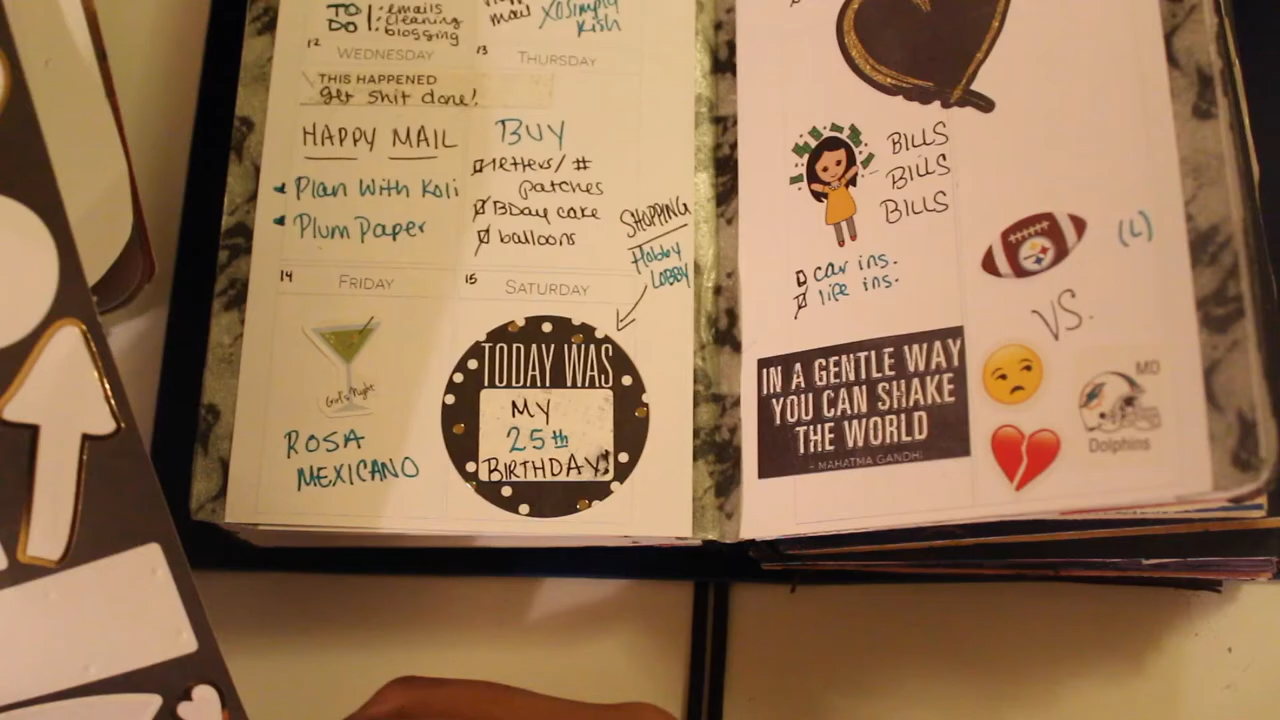 TO : emails
DO : cleaning
: blogging
mail
XOSimply
Kish
12
WEDNESDAY
13
THURSDAY
THIS HAPPENED
get shit done!
HAPPY MAIL
Plan With Koli
Plum Paper
BUY
letters/#
patches
BDay cake
balloons
SHOPPING
Hobby
LOBBY
14
FRIDAY
15
SATURDAY
Girl's Night
ROSA
MEXICANO
TODAY WAS
MY
25th
BIRTHDAY!
BILLS
BILLS
BILLS
car ins.
life ins.
IN A GENTLE WAY
YOU CAN SHAKE
THE WORLD
- MAHATMA GANDHI
(L)
VS.
MD
Dolphins